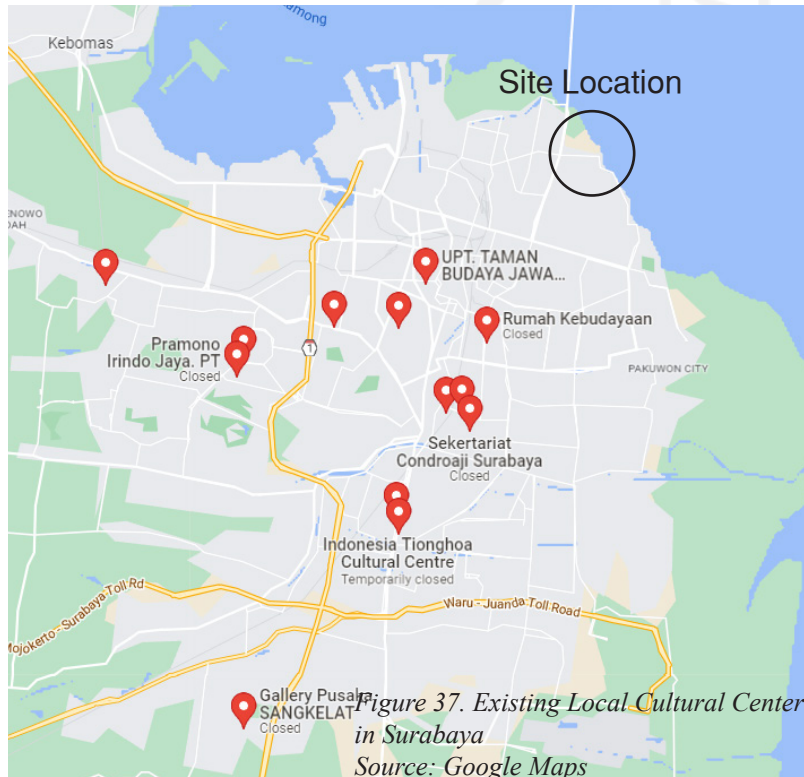 among
Kebomas
Site Location
ENOWO
DAH
UPT. TAMAN
BUDAYA JAWA...
Rumah Kebudayaan
Closed
Pramono
Irindo Jaya. PT
Closed
1
PAKUWON CITY
Sekertariat
Condroaji Surabaya
Closed
Indonesia Tionghoa
Cultural Centre
Temporarily closed
Mojokerto - Surabaya Toll Rd
Waru - Juanda Toll Road
Gallery Pusaka
SANGKELAT
Closed
Figure 37. Existing Local Cultural Center
in Surabaya
Source: Google Maps